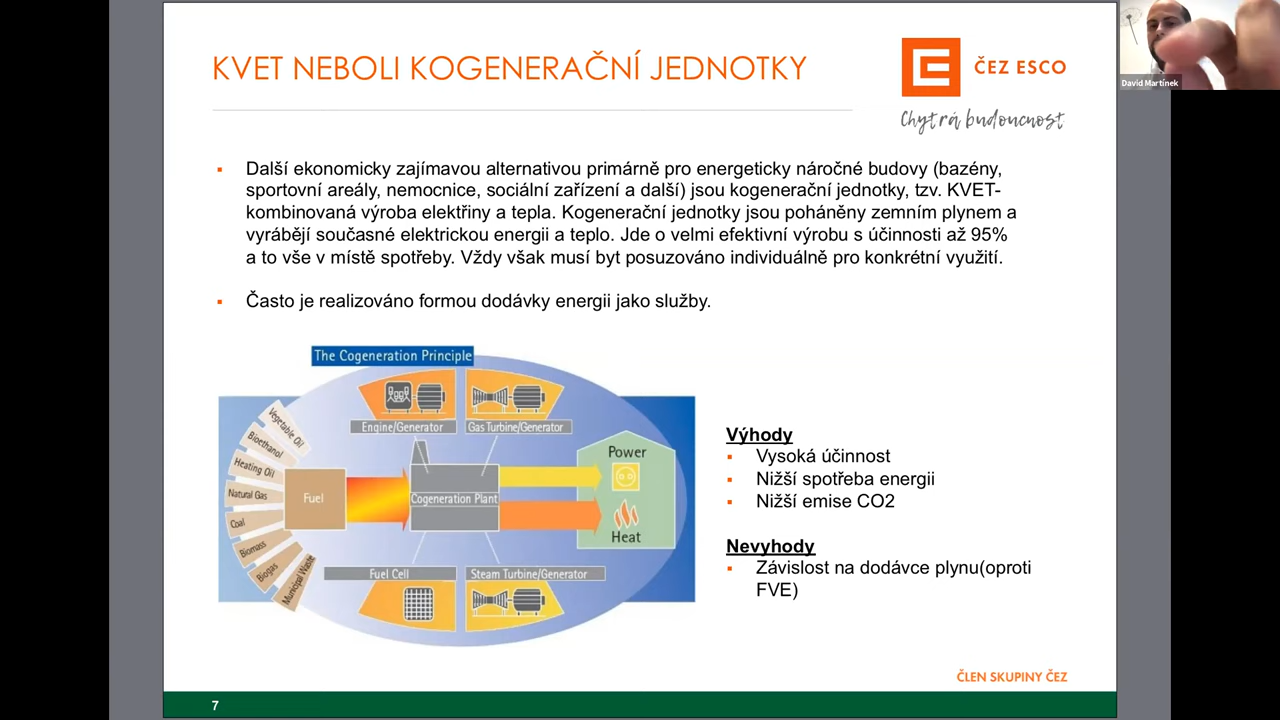 KVET NEBOLI KOGENERAČNÍ JEDNOTKY
ČEZ ESCO
Chytrá budoucnost
David Martínek
Další ekonomicky zajímavou alternativou primárně pro energeticky náročné budovy (bazény,
sportovní areály, nemocnice, sociální zařízení a další) jsou kogenerační jednotky, tzv. KVET-
kombinovaná výroba elektřiny a tepla. Kogenerační jednotky jsou poháněny zemním plynem a
vyrábějí současné elektrickou energii a teplo. Jde o velmi efektivní výrobu s účinnosti až 95%
a to vše v místě spotřeby. Vždy však musí byt posuzováno individuálně pro konkrétní využití.
Často je realizováno formou dodávky energii jako služby.
The Cogeneration Principle
Engine/Generator
Gas Turbine/Generator
Vegetable Oil
Bioethanol
Heating Oil
Natural Gas
Coal
Biomass
Biogas
Municipal Waste
Fuel
Cogeneration Plant
Power
Heat
Fuel Cell
Steam Turbine/Generator
Výhody
Vysoká účinnost
Nižší spotřeba energii
Nižší emise CO2
Nevyhody
Závislost na dodávce plynu(oproti
FVE)
ČLEN SKUPINY ČEZ
7